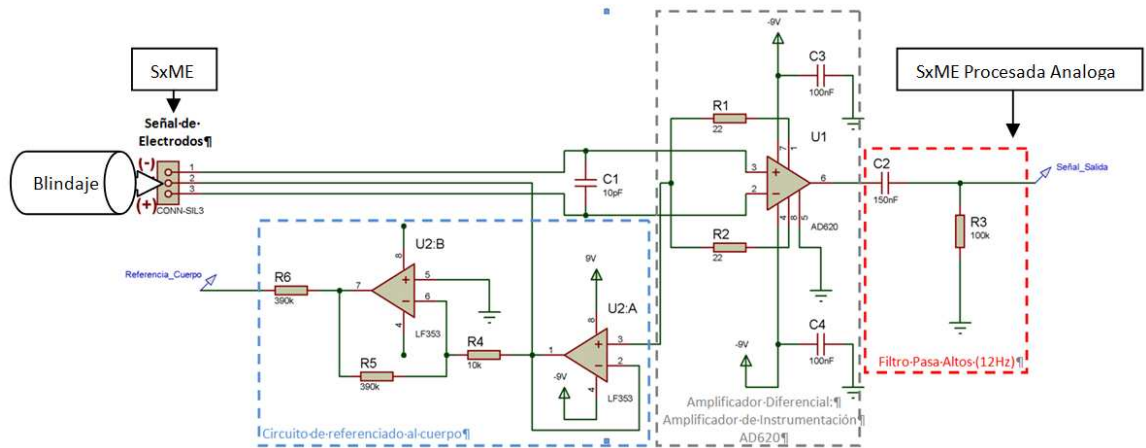 SxME
Señal·de·
Electrodos¶
Blindaje
(-)
(+)
1
2
3
CONN-SIL3
C1
10pF
-9V
C3
100nF
R1
22
U1
7
1
3
2
6
4
8
5
AD620
R2
22
-9V
C4
100nF
Amplificador·Diferencial:¶
Amplificador·de·Instrumentación¶
AD620¶
SxME Procesada Analoga
C2
150nF
Señal_Salida
R3
100k
Filtro·Pasa·Altos·(12Hz)¶
Referencia_Cuerpo
R6
390k
U2:B
8
5
6
7
4
LF353
R5
390k
R4
10k
9V
U2:A
8
3
2
1
4
LF353
-9V
Circuito·de·referenciado·al·cuerpo¶